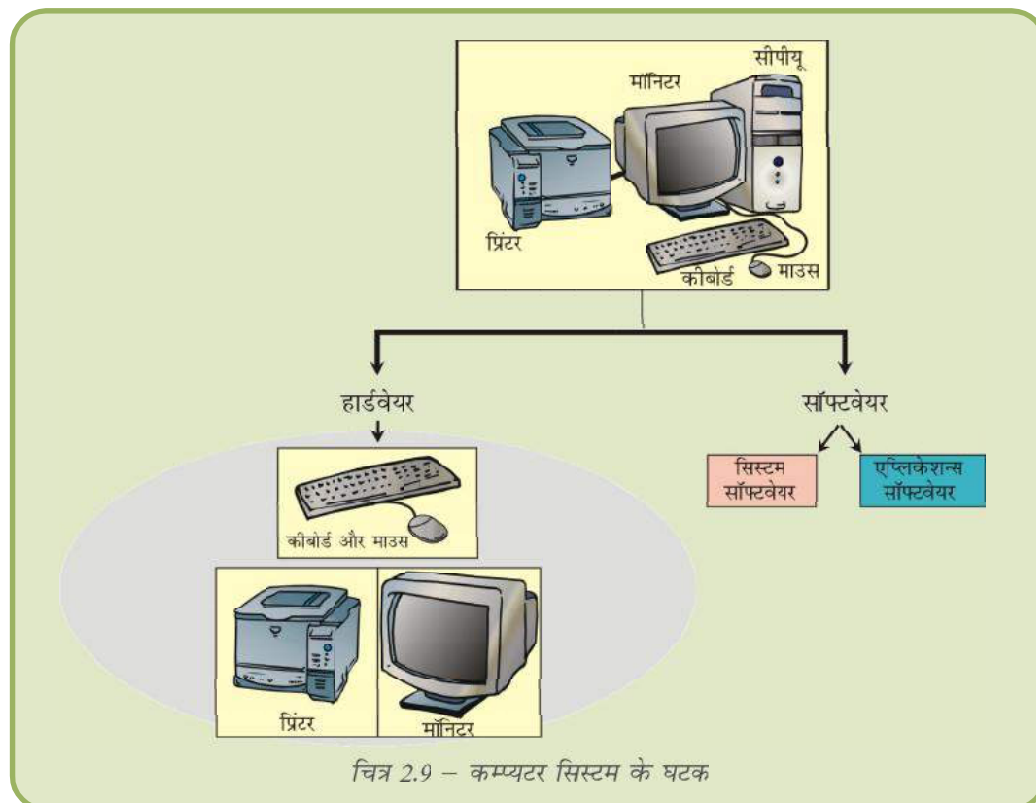 सीपीयू
मॉनिटर
प्रिंटर
कीबोर्ड
माउस
हार्डवेयर
सॉफ्टवेयर
सिस्टम
सॉफ्टवेयर
एप्लिकेशन्स
सॉफ्टवेयर
कीबोर्ड और माउस
प्रिंटर
मॉनिटर
चित्र 2.9 – कम्प्यटर सिस्टम के घटक